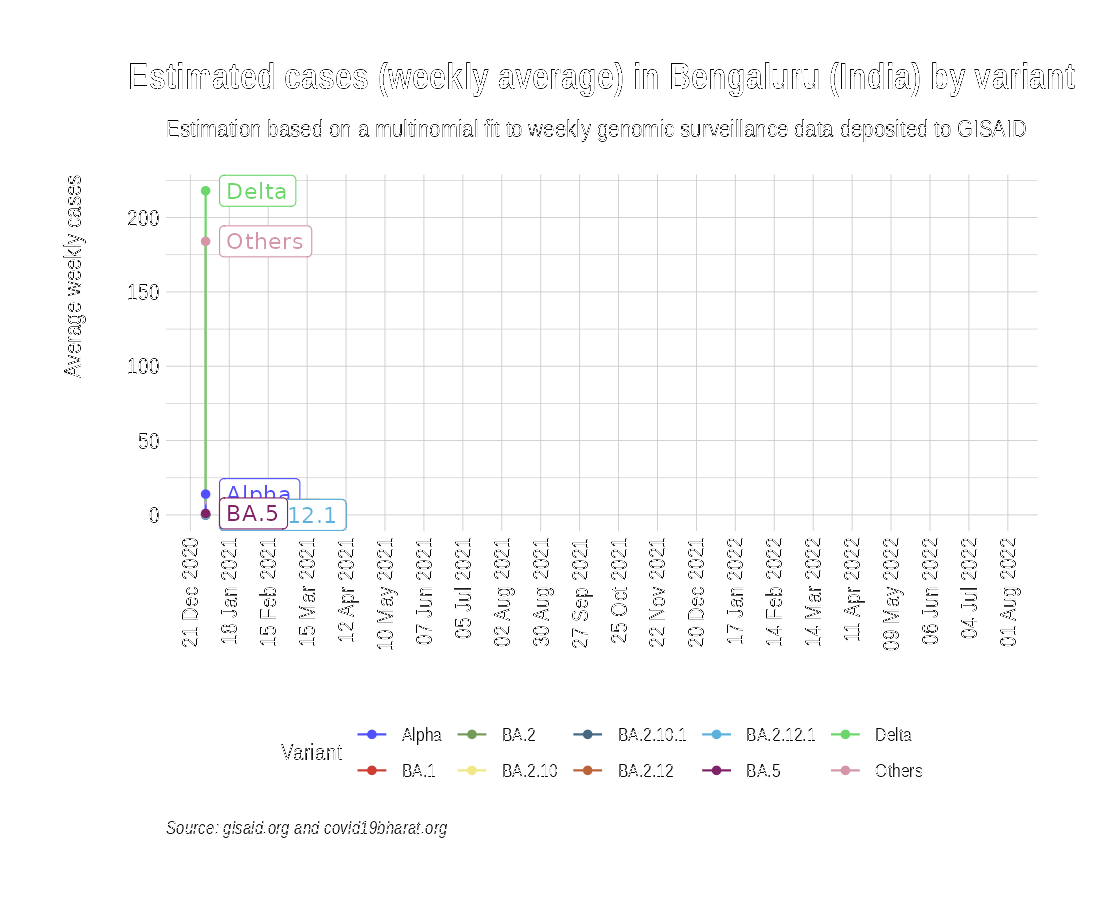 Estimated cases (weekly average) in Bengaluru (India) by variant
Estimation based on a multinomial fit to weekly genomic surveillance data deposited to GISAID
Average weekly cases
200
150
100
50
0
Delta
Others
Alpha
BA.5
12.1
21 Dec 2020
18 Jan 2021
15 Feb 2021
15 Mar 2021
12 Apr 2021
10 May 2021
07 Jun 2021
05 Jul 2021
02 Aug 2021
30 Aug 2021
27 Sep 2021
25 Oct 2021
22 Nov 2021
20 Dec 2021
17 Jan 2022
14 Feb 2022
14 Mar 2022
11 Apr 2022
09 May 2022
06 Jun 2022
04 Jul 2022
01 Aug 2022
Variant
Alpha
BA.2
BA.2.10.1
BA.2.12.1
Delta
BA.1
BA.2.10
BA.2.12
BA.5
Others
Source: gisaid.org and covid19bharat.org